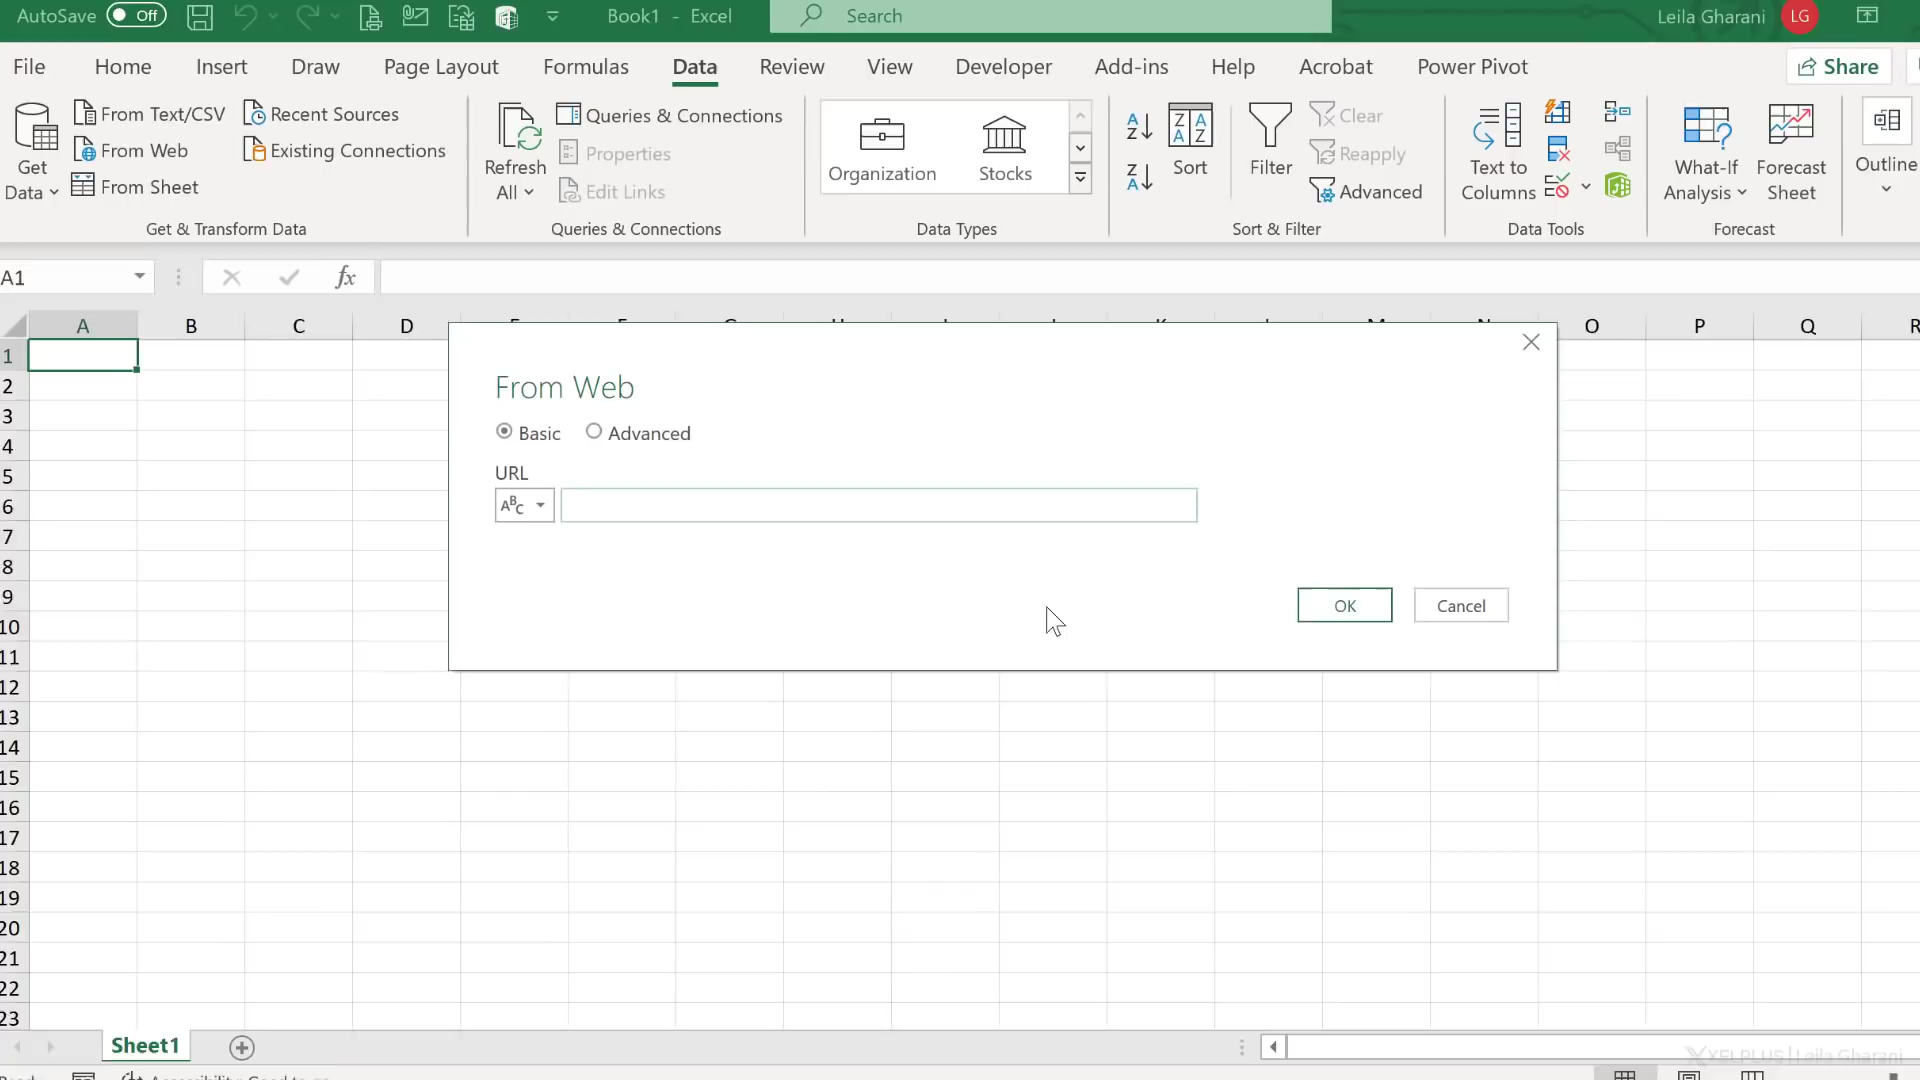 AutoSave Off Book1 - Excel Search Leila Gharani LG
File Home Insert Draw Page Layout Formulas Data Review View Developer Add-ins Help Acrobat Power Pivot Share
From Text/CSV Recent Sources
From Web Existing Connections
From Sheet
Get
Data
Get & Transform Data
Refresh
All
Queries & Connections
Properties
Edit Links
Queries & Connections
Organization Stocks
Data Types
Sort
Filter
Clear
Reapply
Advanced
Sort & Filter
Text to
Columns
Data Tools
What-If
Analysis
Forecast
Sheet
Forecast
Outline
A1 fx
A B C D O P Q R
From Web
Basic Advanced
URL
ABC
OK Cancel
1
2
3
4
5
6
7
8
9
10
11
12
13
14
15
16
17
18
19
20
21
22
23
Sheet1
XELPLUS | Leila Gharani